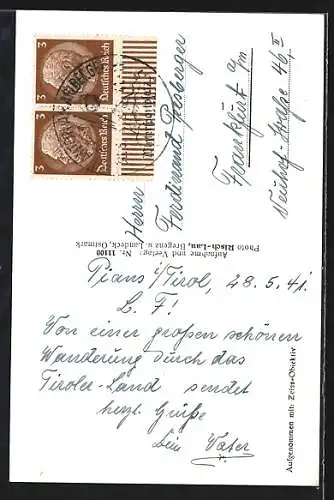 Pians i/Tirol, 28.5.41.
L. F!
Von einer großen schönen
Wanderung durch das
Tiroler-Land sendet
herzl. Grüße
Dein Vater
Aufnahme und Verlag: Nr. 11100
Photo Risch-Lau, Bregenz u. Landeck, Ostmark
Herrn
Ferdinand
Frankfurt a/m
Straße 46 II
Aufgenommen mit: Zeiss-Objektiv
3 Deutsches Reich
3 Deutsches Reich